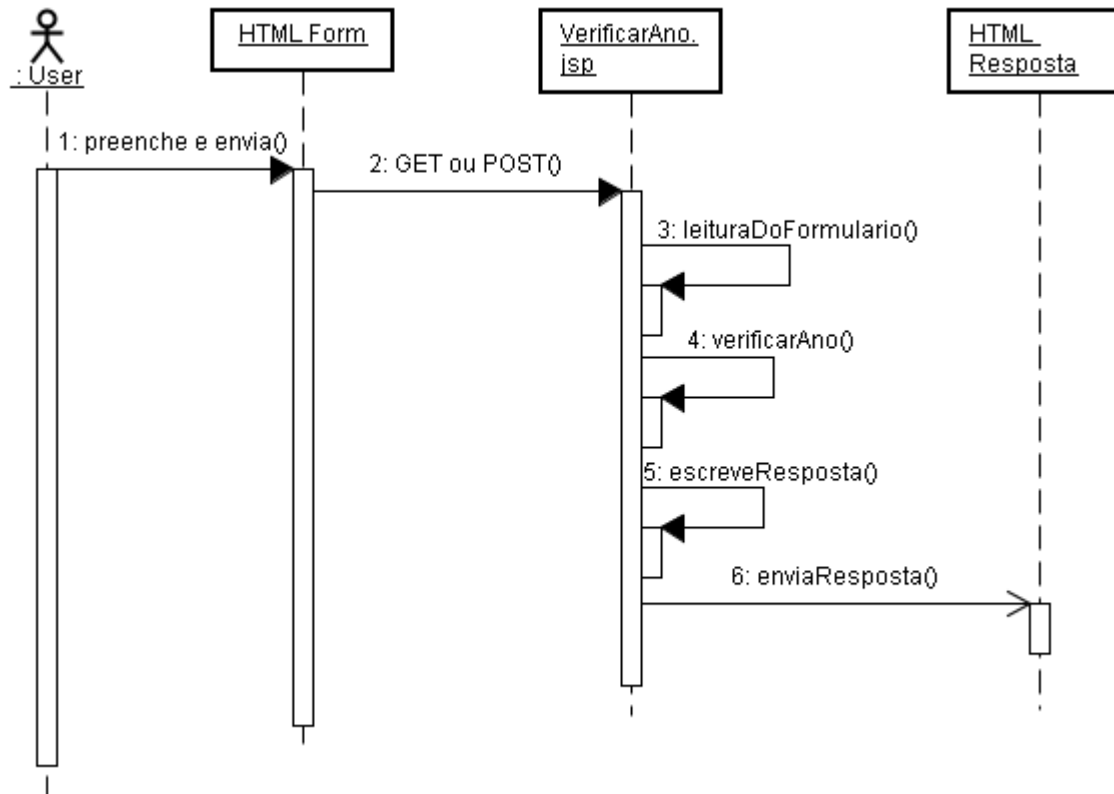 : User
HTML Form
VerificarAno.
jsp
HTML
Resposta
1: preenche e envia()
2: GET ou POST()
3: leituraDoFormulario()
4: verificarAno()
5: escreveResposta()
6: enviaResposta()